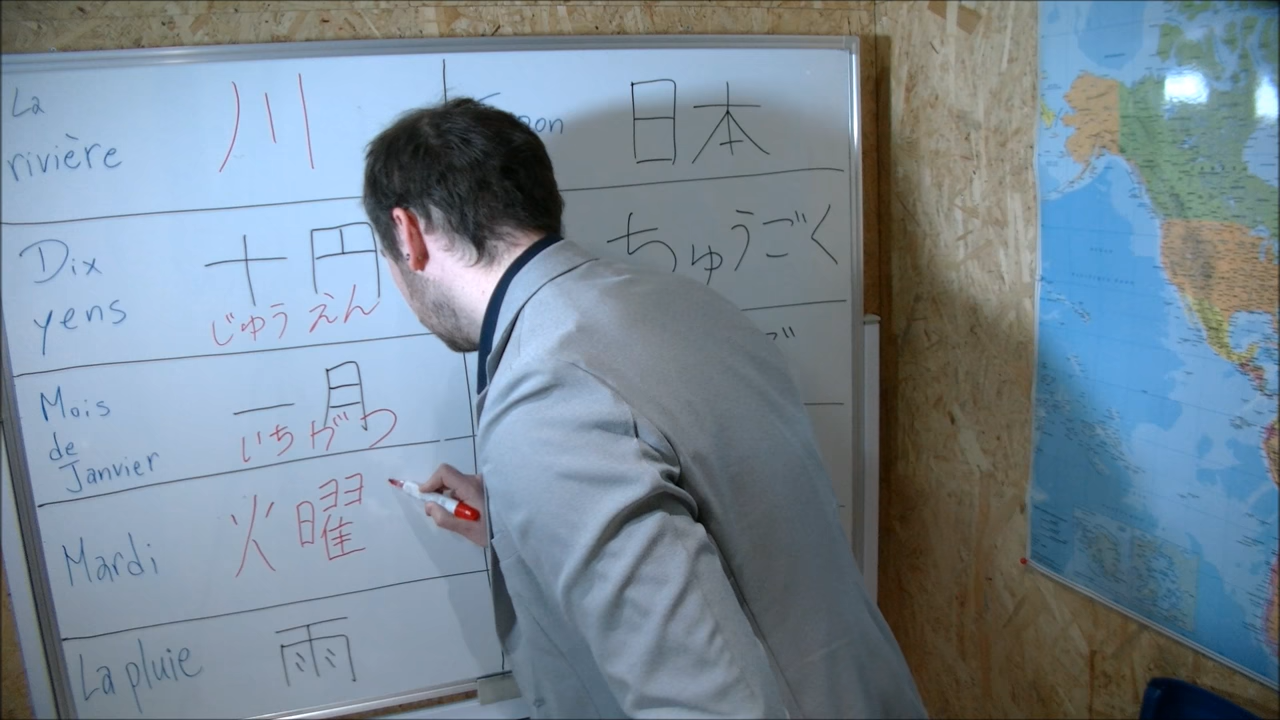 La
rivière
川
日本
Dix
yens
十円
じゅうえん
ちゅうごく
Mois
de
Janvier
一月
いちがつ
Mardi
火曜
La pluie
雨